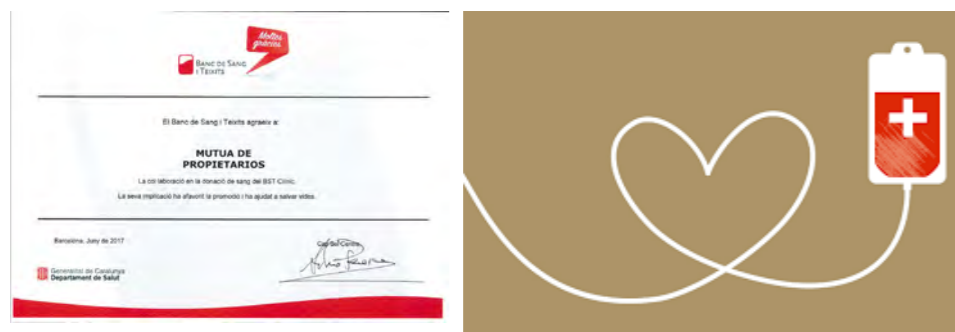 Moltes
gràcies
BANC DE SANG
I TEIXITS
El Banc de Sang i Teixits agraeix a:
MUTUA DE
PROPIETARIOS
La col·laboració en la donació de sang del BST Clínic.
La seva implicació ha afavorit la promoció i ha ajudat a salvar vides.
Barcelona, Juny de 2017
Generalitat de Catalunya
Departament de Salut